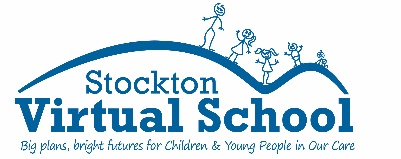 Stockton
Virtual School
Big plans, bright futures for Children & Young People in Our Care